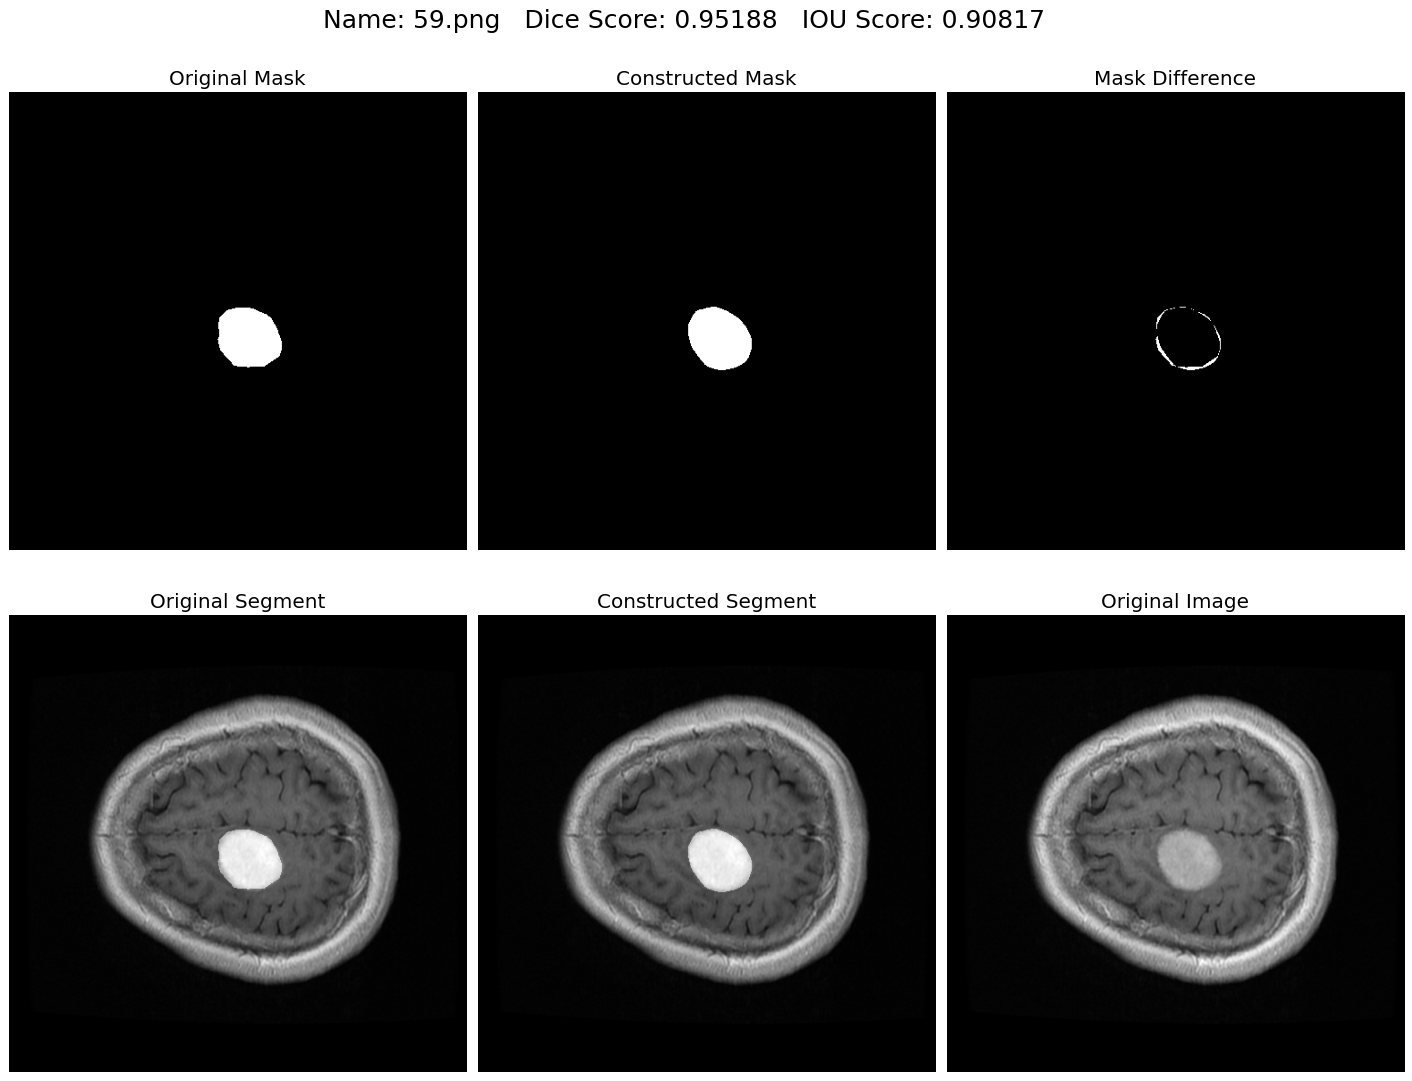 Name: 59.png   Dice Score: 0.95188   IOU Score: 0.90817
Original Mask
Constructed Mask
Mask Difference
Original Segment
Constructed Segment
Original Image